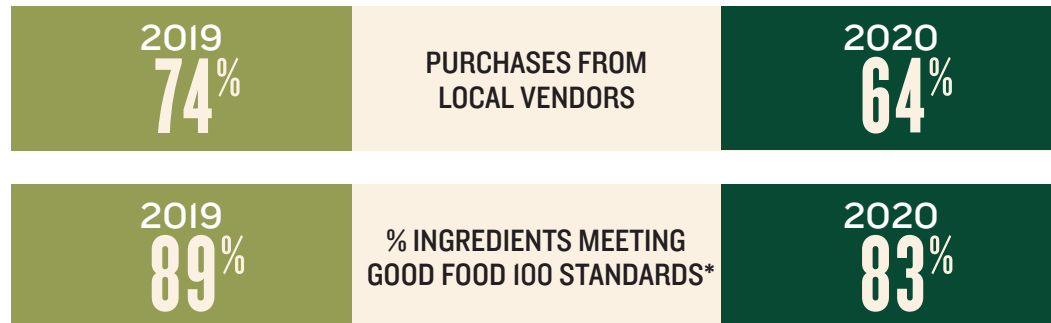 2019
74%
PURCHASES FROM
LOCAL VENDORS
2020
64%
2019
89%
% INGREDIENTS MEETING
GOOD FOOD 100 STANDARDS*
2020
83%